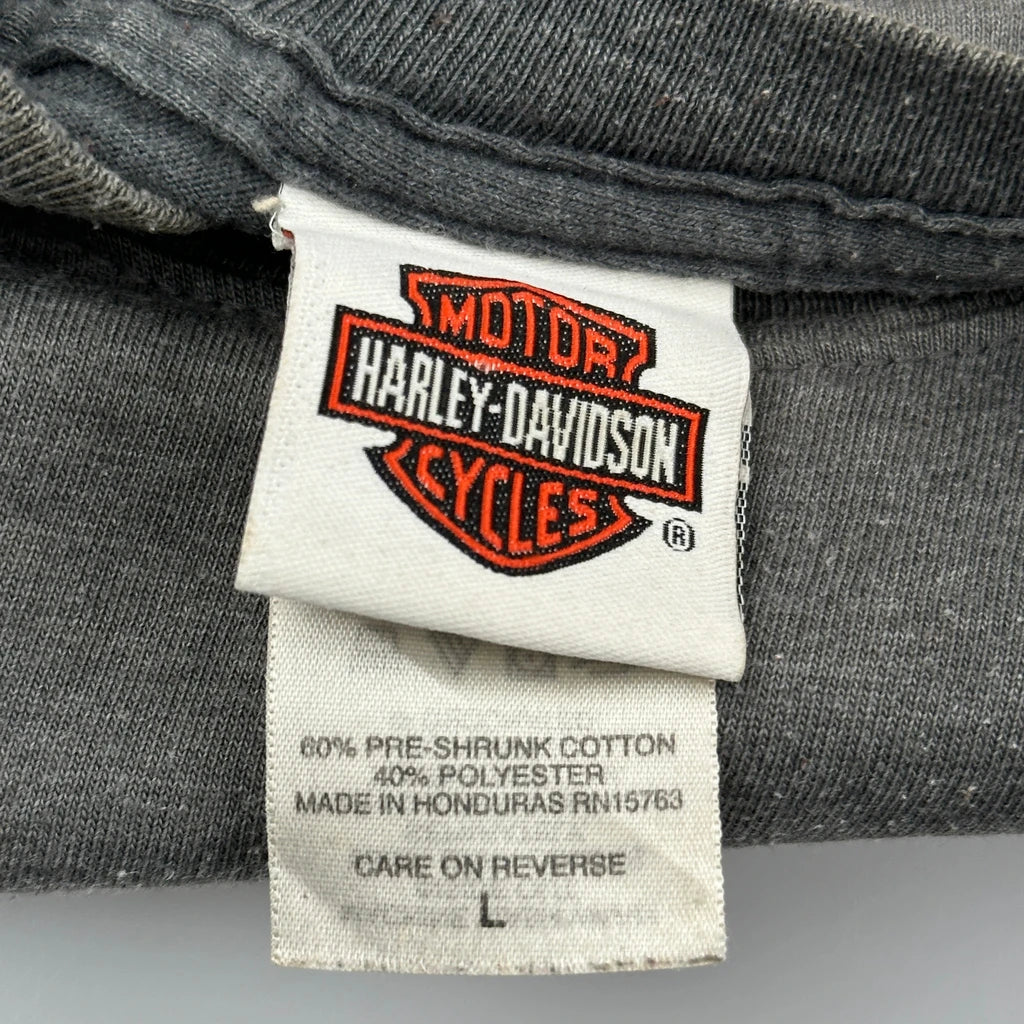 MOTOR
HARLEY-DAVIDSON
CYCLES
®
60% PRE-SHRUNK COTTON
40% POLYESTER
MADE IN HONDURAS RN15763
CARE ON REVERSE
L